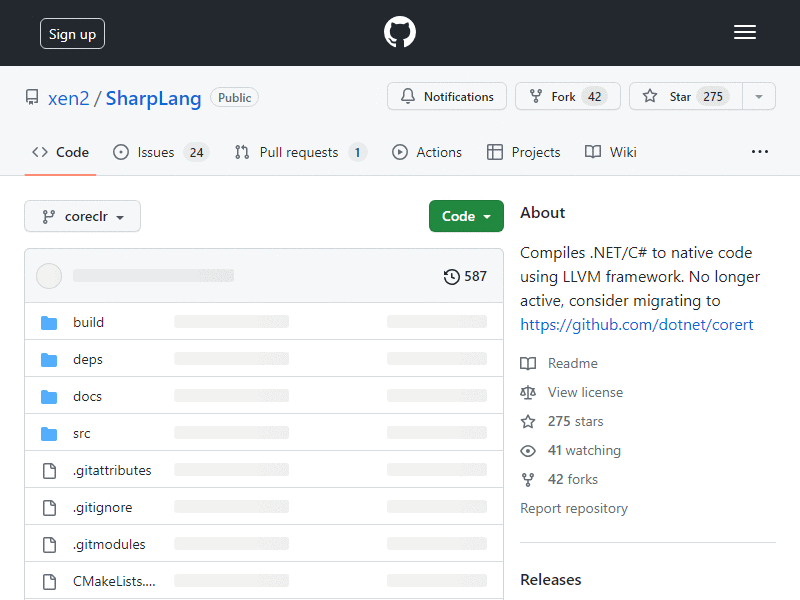 Sign up
xen2 / SharpLang Public
Notifications
Fork 42
Star 275
Code
Issues 24
Pull requests 1
Actions
Projects
Wiki
coreclr
Code
587
build
deps
docs
src
.gitattributes
.gitignore
.gitmodules
CMakeLists....
About
Compiles .NET/C# to native code
using LLVM framework. No longer
active, consider migrating to
https://github.com/dotnet/corert
Readme
View license
275 stars
41 watching
42 forks
Report repository
Releases